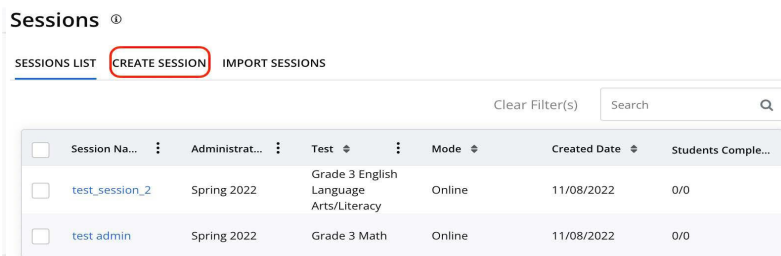 Sessions
SESSIONS LIST CREATE SESSION IMPORT SESSIONS
Clear Filter(s) Search
Session Na... Administrat... Test Mode Created Date Students Comple...
test_session_2 Spring 2022 Grade 3 English Language Arts/Literacy Online 11/08/2022 0/0
test admin Spring 2022 Grade 3 Math Online 11/08/2022 0/0